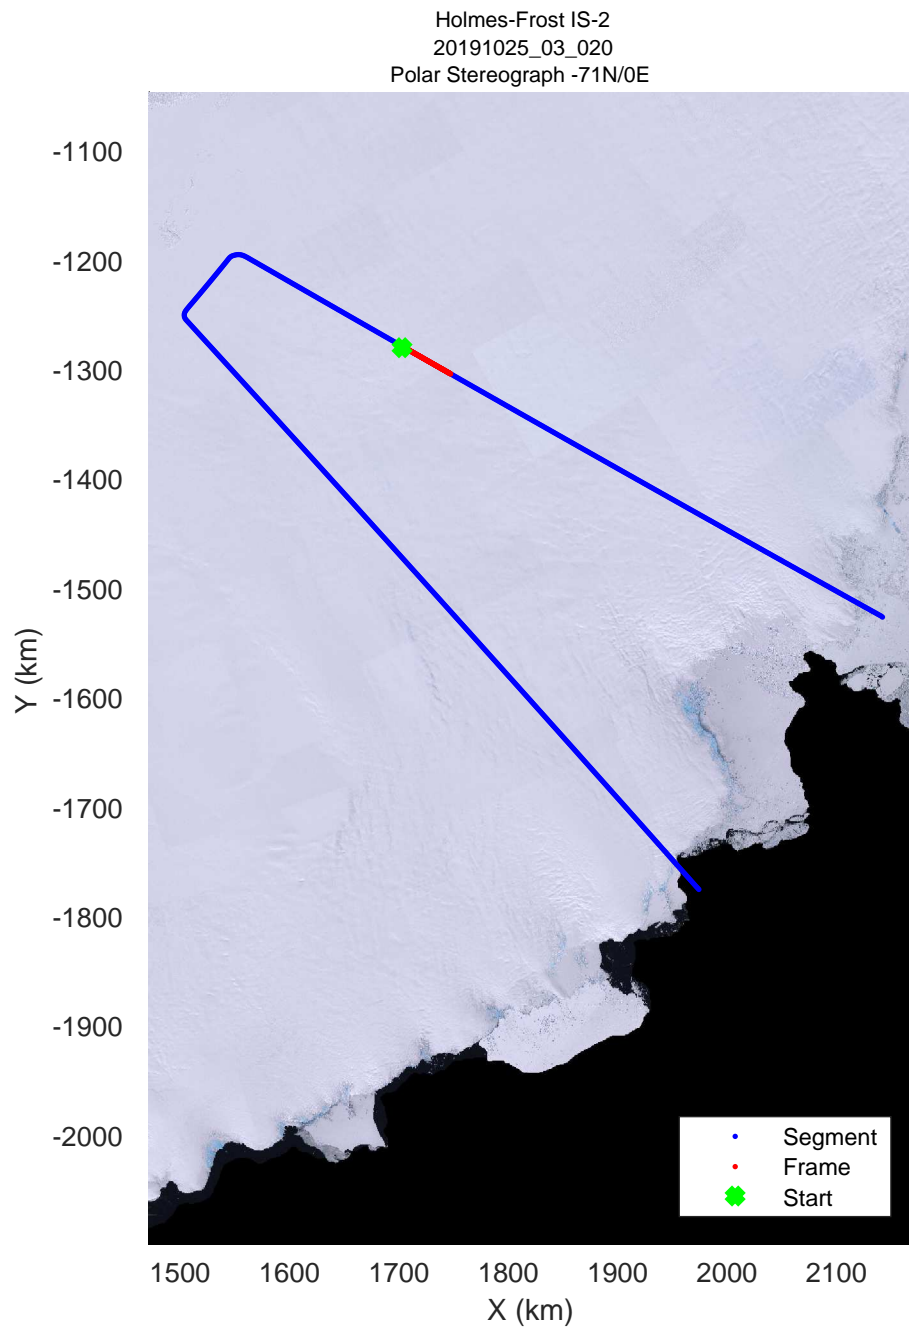 Holmes-Frost IS-2
20191025_03_020
Polar Stereograph -71N/0E
-1100
-1200
-1300
-1400
-1500
-1600
-1700
-1800
-1900
-2000
Y (km)
Segment
Frame
Start
1500 1600 1700 1800 1900 2000 2100
X (km)